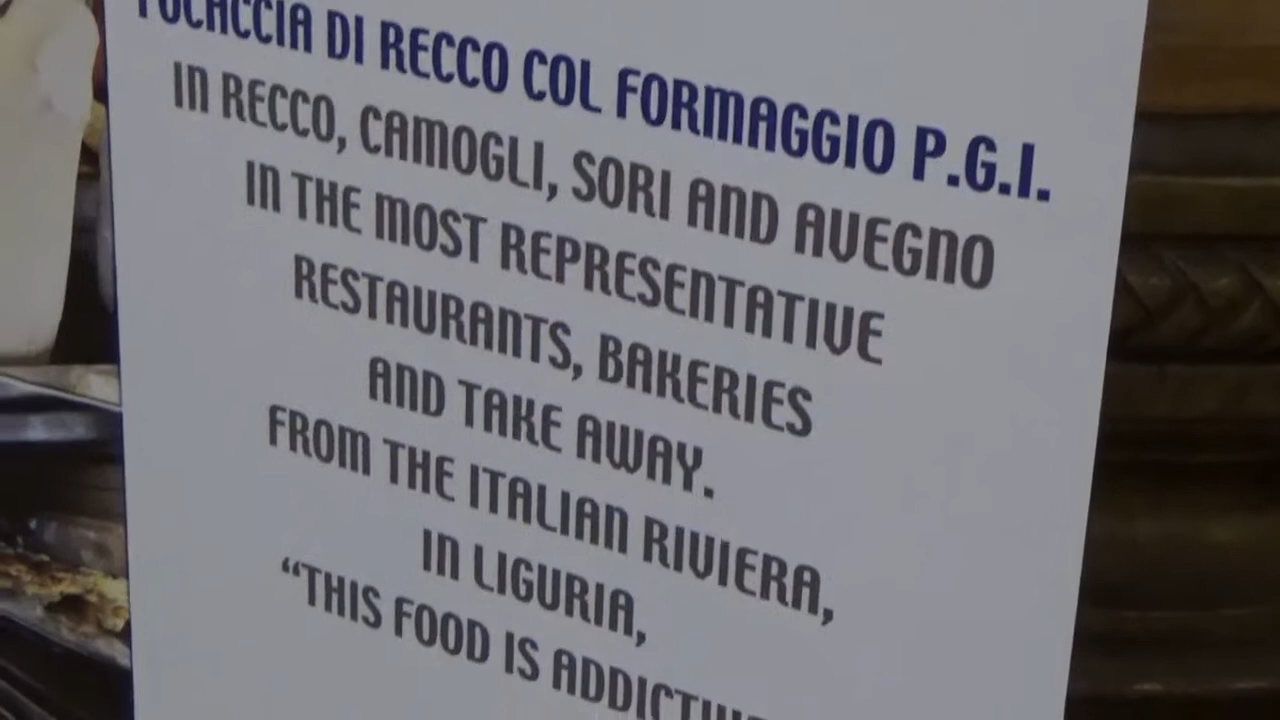 FOCACCIA DI RECCO COL FORMAGGIO P.G.I.
IN RECCO, CAMOGLI, SORI AND AVEGNO
IN THE MOST REPRESENTATIVE
RESTAURANTS, BAKERIES
AND TAKE AWAY.
FROM THE ITALIAN RIVIERA,
IN LIGURIA,
“THIS FOOD IS ADDICTIVE